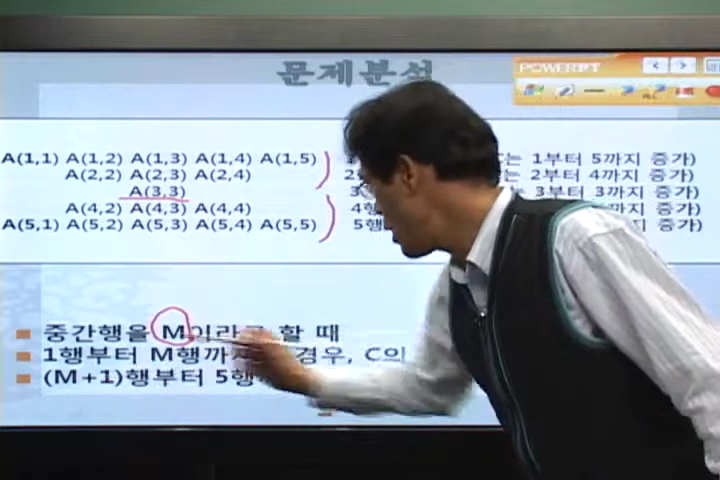 문제분석
POWERPT
A(1,1) A(1,2) A(1,3) A(1,4) A(1,5) 는 1부터 5까지 증가)
A(2,2) A(2,3) A(2,4) 2 는 2부터 4까지 증가)
A(3,3) 3 는 3부터 3까지 증가)
A(4,2) A(4,3) A(4,4) 4행 증가)
A(5,1) A(5,2) A(5,3) A(5,4) A(5,5) 5행 증가)
중간행을 M이라고 할 때
1행부터 M행까지 경우, C의
(M+1)행부터 5행